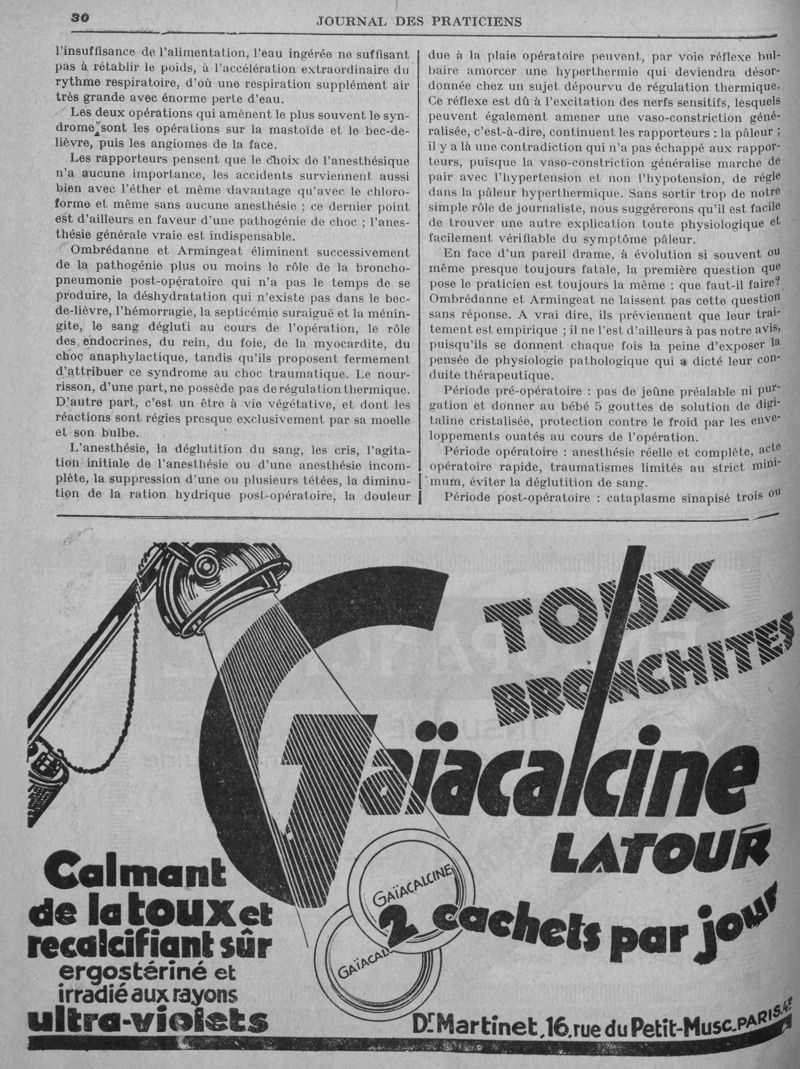 30
JOURNAL DES PRATICIENS
l'insuffisance de l'alimentation, l'eau ingérée ne suffisant
pas à rétablir le poids, à l'accélération extraordinaire du
rythme respiratoire, d'où une respiration supplément air
très grande avec énorme perte d'eau.
Les deux opérations qui amènent le plus souvent le syn-
drome sont les opérations sur la mastoïde et le bec-de-
lièvre, puis les angiomes de la face.
Les rapporteurs pensent que le choix de l'anesthésique
n'a aucune importance, les accidents surviennent aussi
bien avec l'éther et même davantage qu'avec le chloro-
forme et même sans aucune anesthésie ; ce dernier point
est d'ailleurs en faveur d'une pathogénie de choc ; l'anes-
thésie générale vraie est indispensable.
Ombrédanne et Armingeat éliminent successivement
de la pathogénie plus ou moins le rôle de la broncho-
pneumonie post-opératoire qui n'a pas le temps de se
produire, la déshydratation qui n'existe pas dans le bec-
de-lièvre, l'hémorragie, la septicémie suraiguë et la ménin-
gite, le sang dégluti au cours de l'opération, le rôle
des endocrines, du rein, du foie, de la myocardite, du
choc anaphylactique, tandis qu'ils proposent fermement
d'attribuer ce syndrome au choc traumatique. Le nour-
risson, d'une part, ne possède pas de régulation thermique.
D'autre part, c'est un être à vie végétative, et dont les
réactions sont régies presque exclusivement par sa moelle
et son bulbe.
L'anesthésie, la déglutition du sang, les cris, l'agita-
tion initiale de l'anesthésie ou d'une anesthésie incom-
plète, la suppression d'une ou plusieurs tétées, la diminu-
tion de la ration hydrique post-opératoire, la douleur
due à la plaie opératoire peuvent, par voie réflexe bul-
baire amorcer une hyperthermie qui deviendra désor-
donnée chez un sujet dépourvu de régulation thermique.
Ce réflexe est dû à l'excitation des nerfs sensitifs, lesquels
peuvent également amener une vaso-constriction géné-
ralisée, c'est-à-dire, continuent les rapporteurs : la pâleur ;
il y a là une contradiction qui n'a pas échappé aux rappor-
teurs, puisque la vaso-constriction généralise marche de
pair avec l'hypertension et non l'hypotension, de règle
dans la pâleur hyperthermique. Sans sortir trop de notre
simple rôle de journaliste, nous suggérerons qu'il est facile
de trouver une autre explication toute physiologique et
facilement vérifiable du symptôme pâleur.
En face d'un pareil drame, à évolution si souvent ou
même presque toujours fatale, la première question que
pose le praticien est toujours la même : que faut-il faire?
Ombrédanne et Armingeat ne laissent pas cette question
sans réponse. A vrai dire, ils préviennent que leur trai-
tement est empirique ; il ne l'est d'ailleurs à pas notre avis,
puisqu'ils se donnent chaque fois la peine d'exposer la
pensée de physiologie pathologique qui a dicté leur con-
duite thérapeutique.
Période pré-opératoire : pas de jeûne préalable ni pur-
gation et donner au bébé 5 gouttes de solution de digi-
taline cristalisée, protection contre le froid par les enve-
loppements ouatés au cours de l'opération.
Période opératoire : anesthésie réelle et complète, acte
opératoire rapide, traumatismes limités au strict mini-
mum, éviter la déglutition de sang.
Période post-opératoire : cataplasme sinapisé trois ou
TOUX
BRONCHITES
Gaïacalcine
LATOUR
Calmant
de la toux et
recalcifiant sûr
ergostériné et
irradié aux rayons
ultra-violets
GAÏACALCINE
GAÏACAL
2 cachets par jour
Dr Martinet, 16, rue du Petit-Musc. PARIS.4e